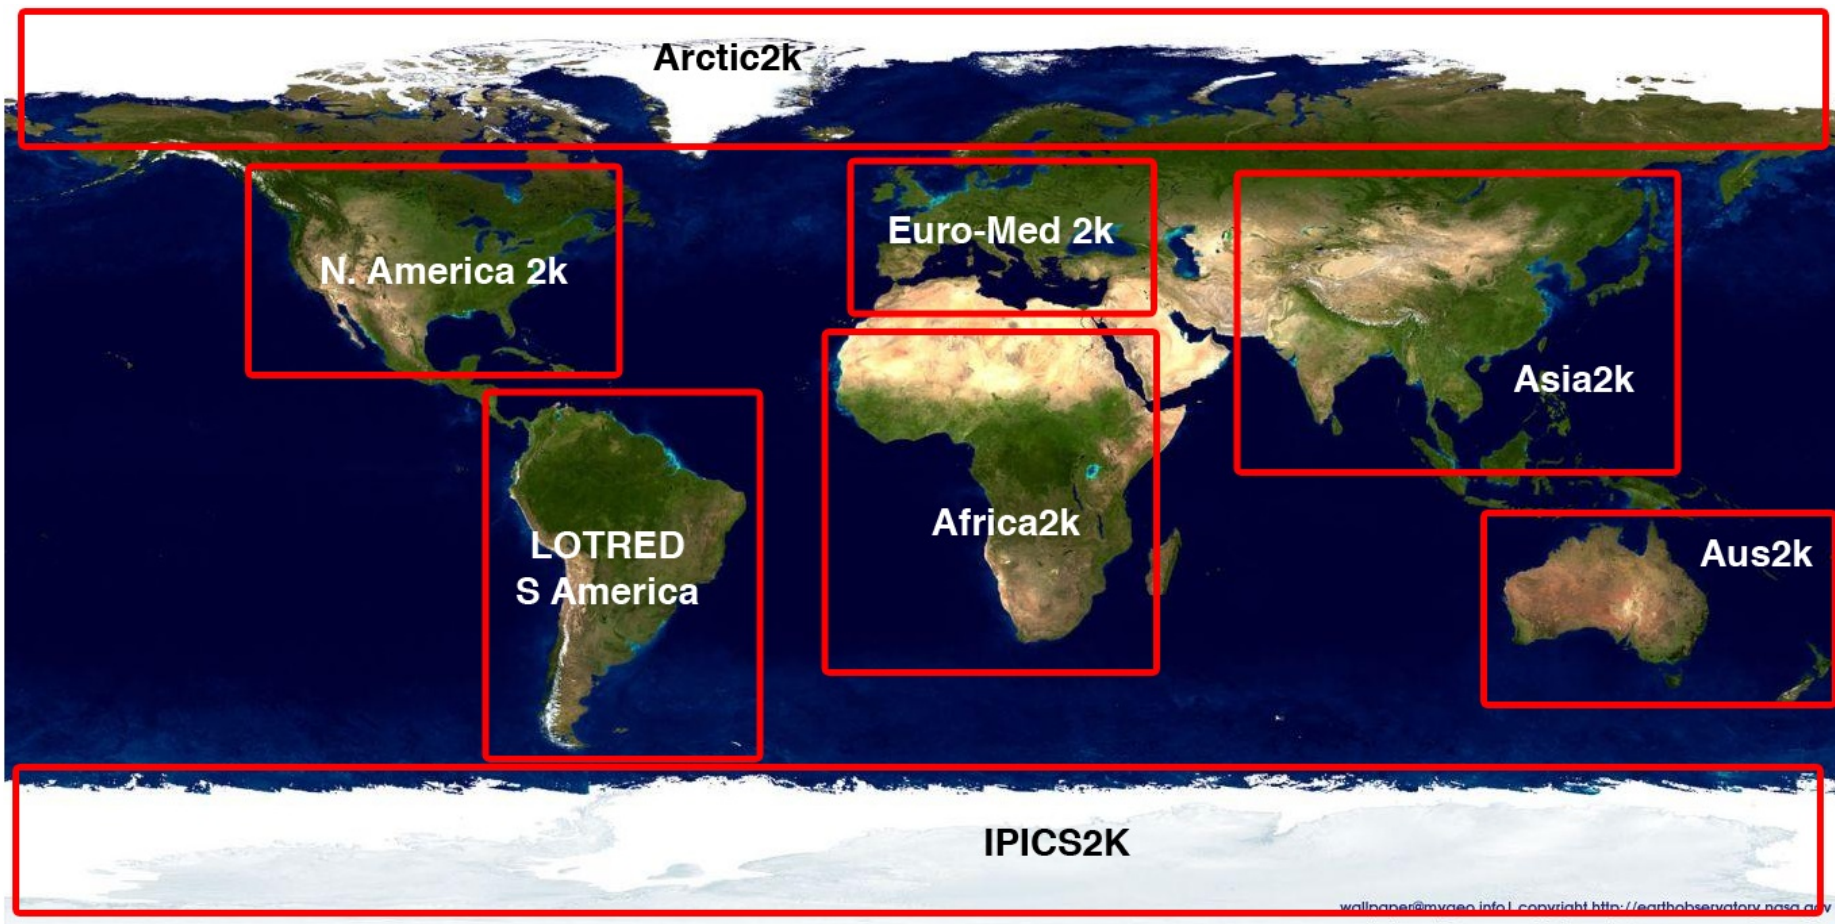 Arctic2k
Euro-Med 2k
N. America 2k
Asia2k
Africa2k
LOTRED
S America
Aus2k
IPICS2K
wallpaper@mygeo.info | copyright http://earthobservatory.nasa.gov